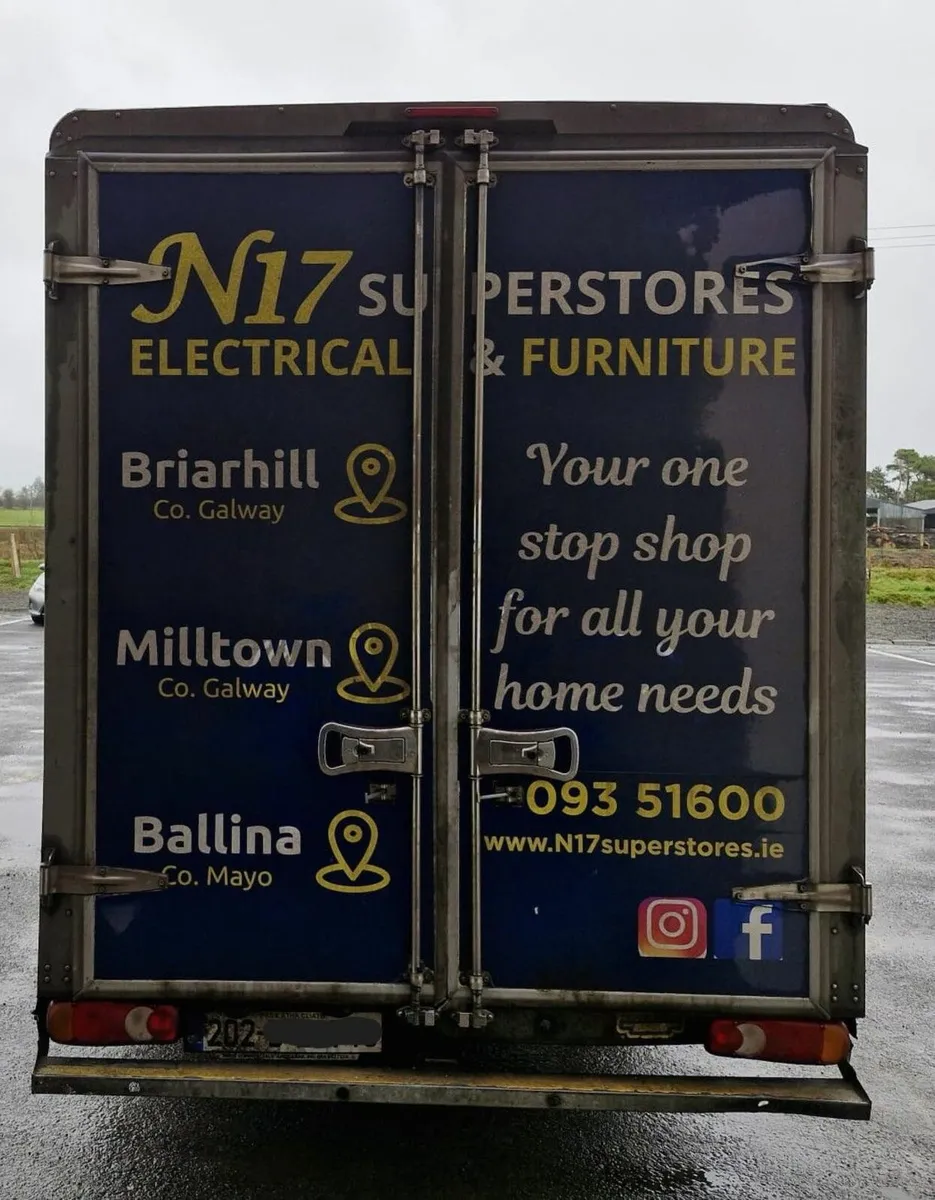 N17 SUPERSTORES
ELECTRICAL & FURNITURE
Briarhill
Co. Galway
Milltown
Co. Galway
Ballina
Co. Mayo
Your one
stop shop
for all your
home needs
093 51600
www.N17superstores.ie
f
202-